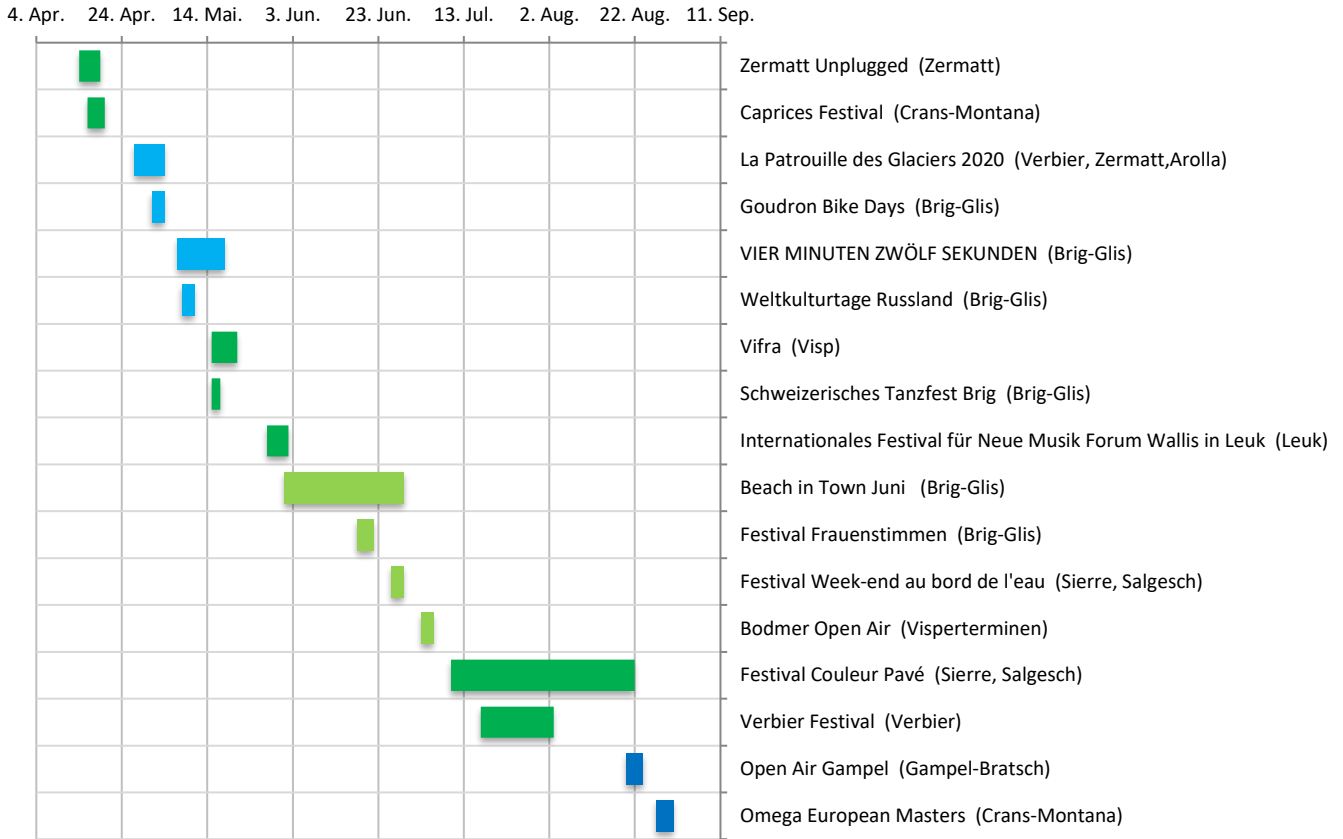 4. Apr. 24. Apr. 14. Mai. 3. Jun. 23. Jun. 13. Jul. 2. Aug. 22. Aug. 11. Sep.
Zermatt Unplugged (Zermatt)
Caprices Festival (Crans-Montana)
La Patrouille des Glaciers 2020 (Verbier, Zermatt,Arolla)
Goudron Bike Days (Brig-Glis)
VIER MINUTEN ZWÖLF SEKUNDEN (Brig-Glis)
Weltkulturtage Russland (Brig-Glis)
Vifra (Visp)
Schweizerisches Tanzfest Brig (Brig-Glis)
Internationales Festival für Neue Musik Forum Wallis in Leuk (Leuk)
Beach in Town Juni (Brig-Glis)
Festival Frauenstimmen (Brig-Glis)
Festival Week-end au bord de l'eau (Sierre, Salgesch)
Bodmer Open Air (Visperterminen)
Festival Couleur Pavé (Sierre, Salgesch)
Verbier Festival (Verbier)
Open Air Gampel (Gampel-Bratsch)
Omega European Masters (Crans-Montana)